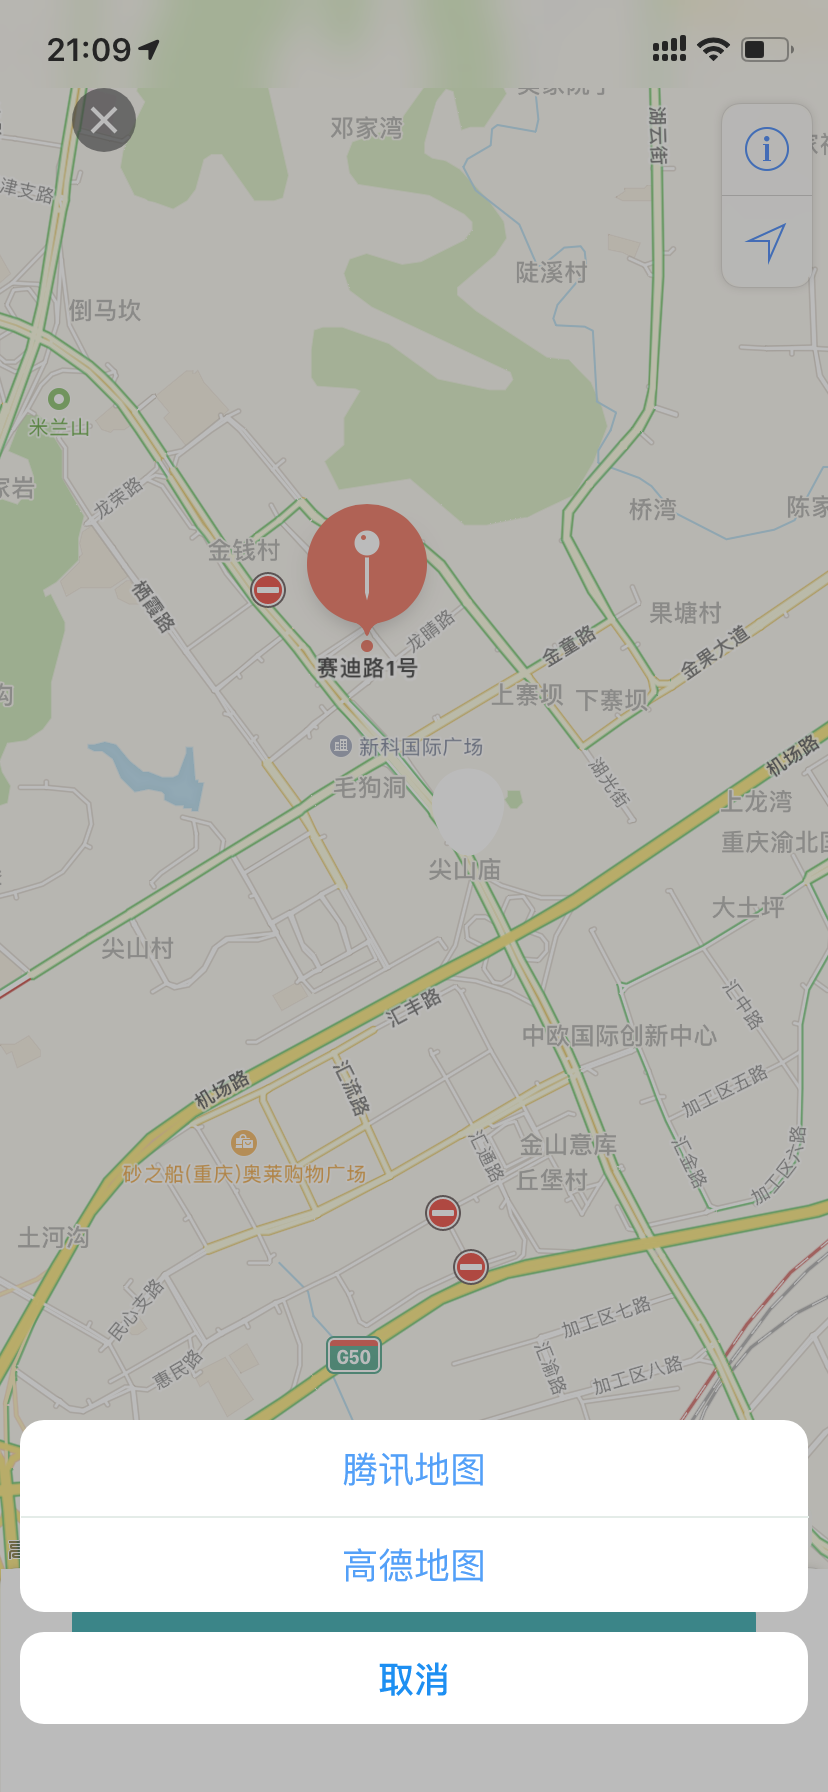 21:09
邓家湾
湖云街
津支路
陡溪村
倒马坎
米兰山
家岩
龙荣路
桥湾
陈家
金钱村
栖霞路
果塘村
龙睛路
金童路
金果大道
赛迪路1号
上寨坝
下寨坝
沟
新科国际广场
机场路
毛狗洞
湖光街
上龙湾
重庆渝北区
尖山庙
大土坪
尖山村
汇丰路
汇中路
中欧国际创新中心
机场路
汇流路
加工区五路
砂之船(重庆)奥莱购物广场
汇通路
金山意库
丘堡村
汇金路
加工区六路
土河沟
民心支路
加工区七路
G50
惠民路
汇渝路
加工区八路
腾讯地图
高德地图
取消